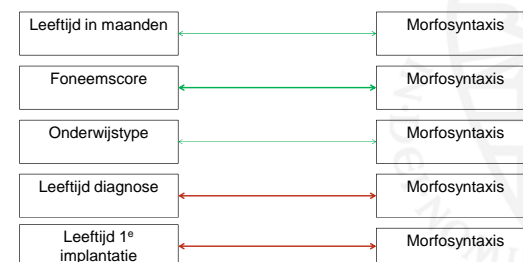 Leeftijd in maanden Morfosyntaxis
Foneemscore Morfosyntaxis
Onderwijstype Morfosyntaxis
Leeftijd diagnose Morfosyntaxis
Leeftijd 1e Morfosyntaxis
implantatie